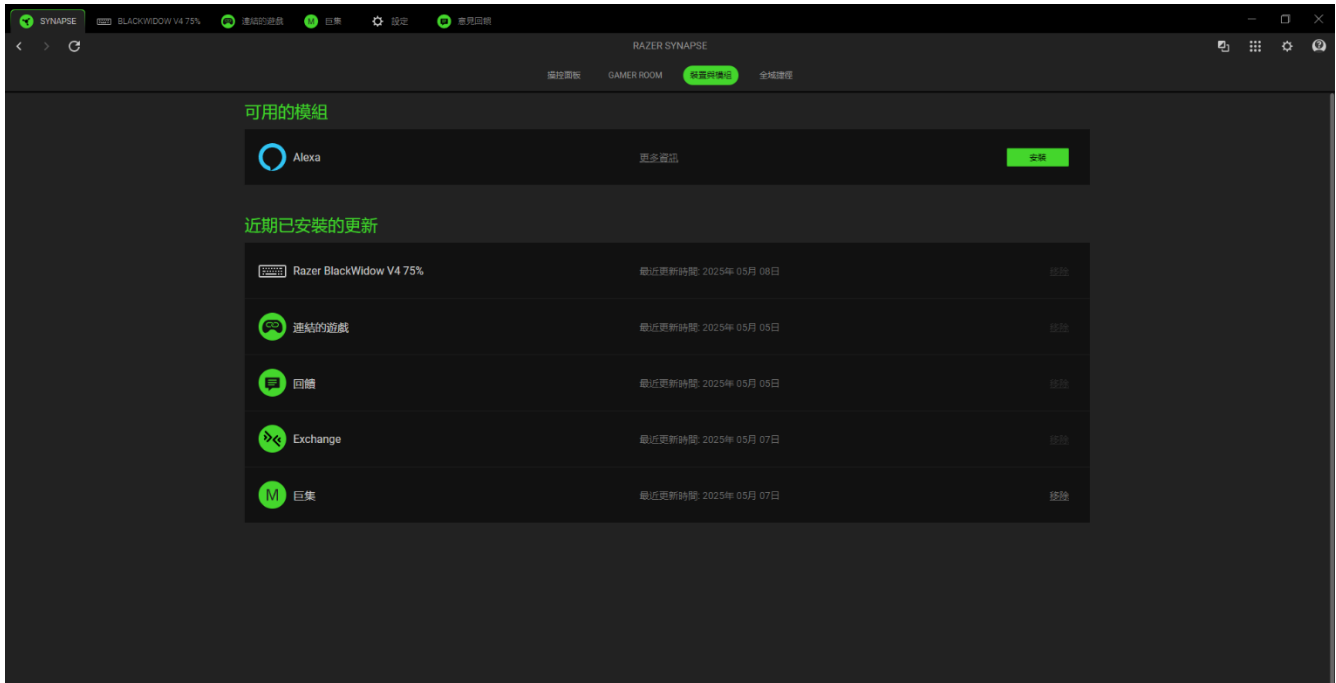 SYNAPSE BLACKWIDOW V4 75% 連結的遊戲 M 巨集 設定 意見回饋
RAZER SYNAPSE
操控面板 GAMER ROOM 裝置與模組 全域捷徑
可用的模組
Alexa 更多資訊 安裝
近期已安裝的更新
Razer BlackWidow V4 75% 最近更新時間: 2025年 05月 08日 移除
連結的遊戲 最近更新時間: 2025年 05月 05日 移除
回饋 最近更新時間: 2025年 05月 05日 移除
Exchange 最近更新時間: 2025年 05月 07日 移除
M 巨集 最近更新時間: 2025年 05月 07日 移除